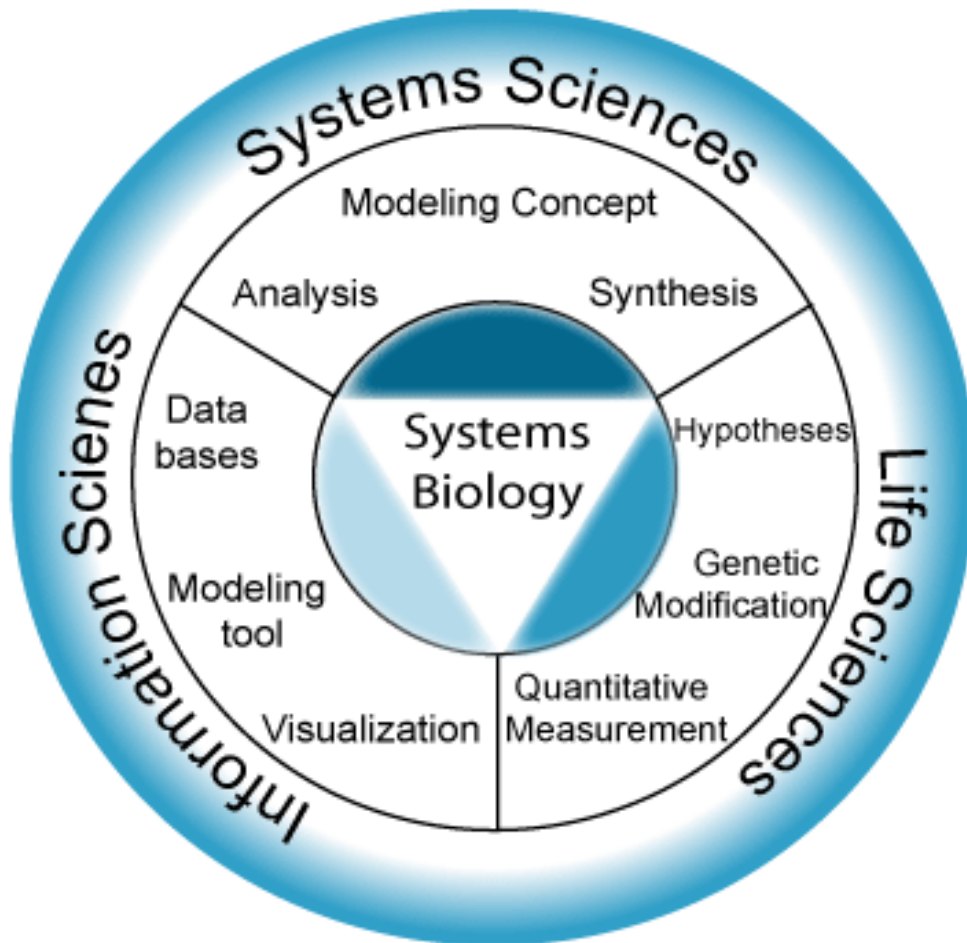 Systems Sciences
Modeling Concept
Analysis
Synthesis
Data
bases
Systems
Biology
Hypotheses
Information Scienes
Life Sciences
Modeling
tool
Genetic
Modification
Visualization
Quantitative
Measurement